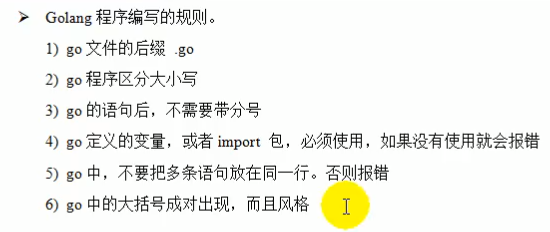 ➢ Golang 程序编写的规则。
1) go 文件的后缀 .go
2) go 程序区分大小写
3) go 的语句后，不需要带分号
4) go 定义的变量，或者 import 包，必须使用，如果没有使用就会报错
5) go 中，不要把多条语句放在同一行。否则报错
6) go 中的大括号成对出现，而且风格